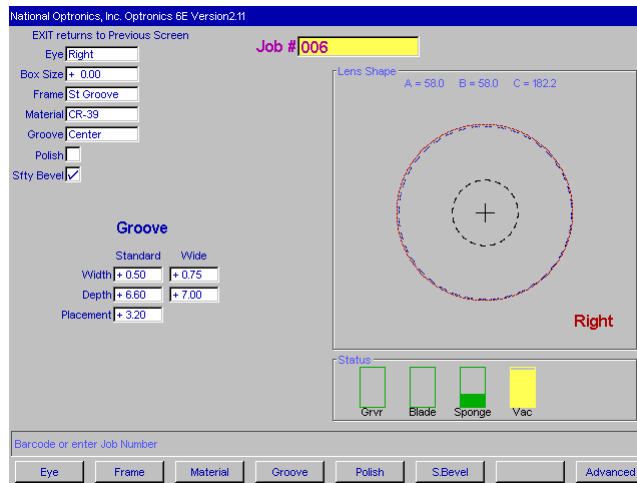 National Optronics, Inc. Optronics 6E Version2.11
EXIT returns to Previous Screen
Job # 006
Eye Right
Box Size + 0.00
Frame St Groove
Material CR-39
Groove Center
Polish
Sfty Bevel
Groove
Standard Wide
Width + 0.50 + 0.75
Depth + 6.60 + 7.00
Placement + 3.20
Lens Shape
A = 58.0 B = 58.0 C = 182.2
Right
Status
Grvr Blade Sponge Vac
Barcode or enter Job Number
Eye Frame Material Groove Polish S.Bevel Advanced